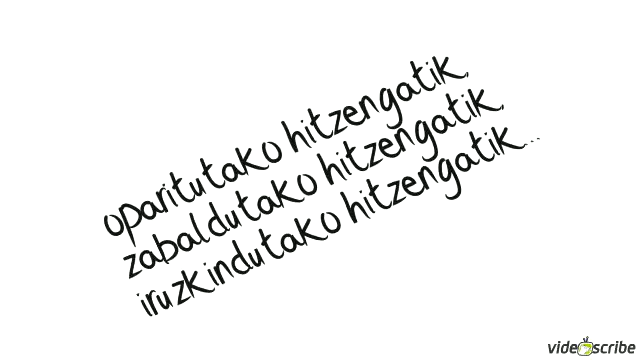 oparitutako hitzengatik,
zabaldutako hitzengatik,
iruzkindutako hitzengatik...
videoscribe